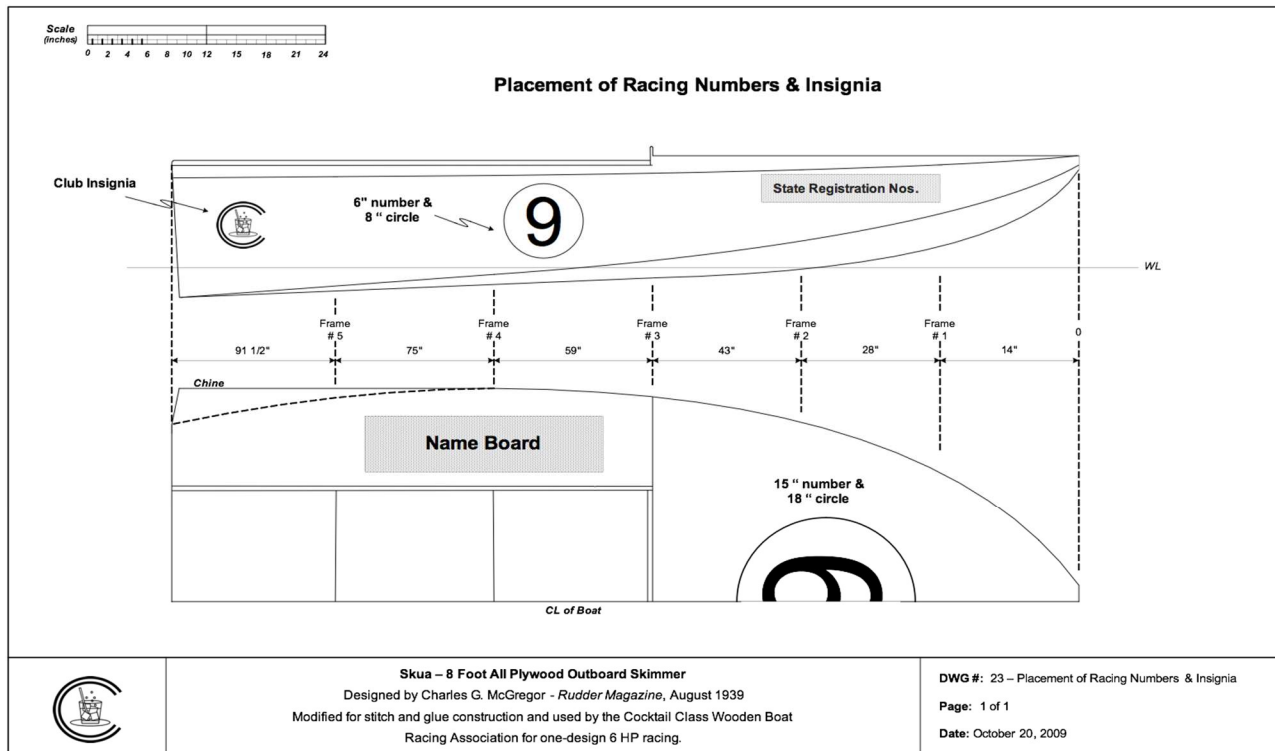 Scale
(inches)
0 2 4 6 8 10 12 15 18 21 24
Placement of Racing Numbers & Insignia
Club Insignia
6" number &
8 “ circle
9
State Registration Nos.
WL
Frame
# 5
Frame
# 4
Frame
# 3
Frame
# 2
Frame
# 1
0
91 1/2"
75"
59"
43"
28"
14"
Chine
Name Board
15 “ number &
18 “ circle
9
CL of Boat
Skua – 8 Foot All Plywood Outboard Skimmer
Designed by Charles G. McGregor - Rudder Magazine, August 1939
Modified for stitch and glue construction and used by the Cocktail Class Wooden Boat
Racing Association for one-design 6 HP racing.
DWG #: 23 – Placement of Racing Numbers & Insignia
Page: 1 of 1
Date: October 20, 2009